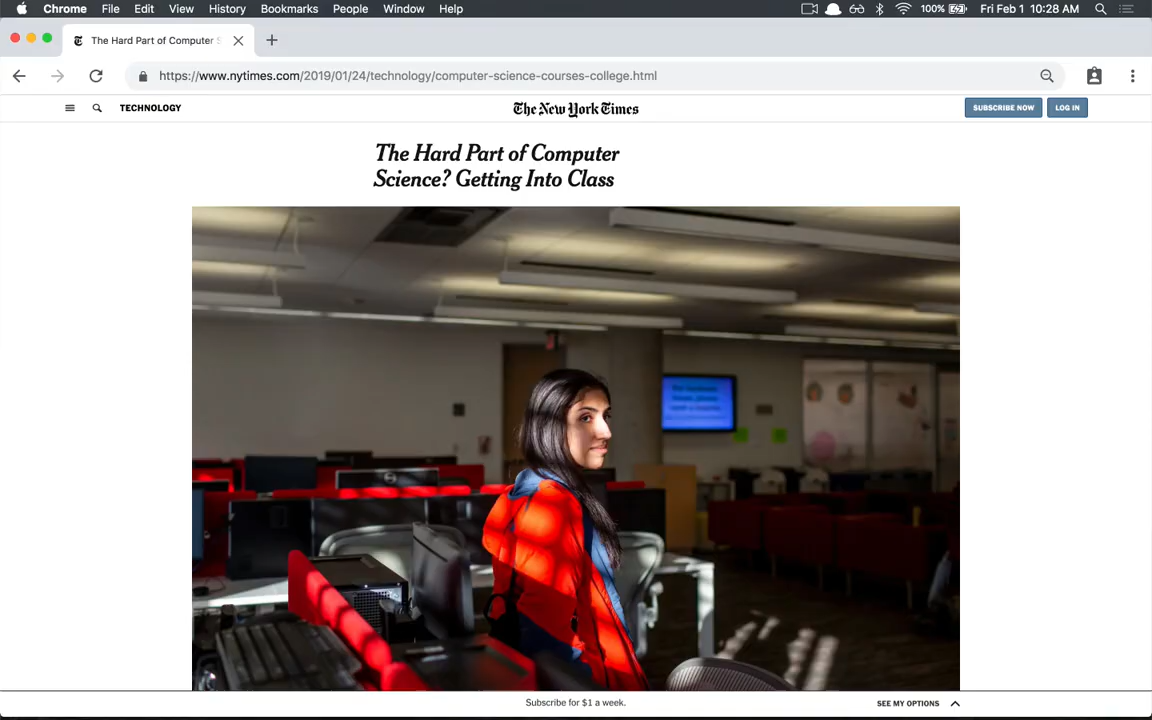 Chrome File Edit View History Bookmarks People Window Help 100% Fri Feb 1 10:28 AM
The Hard Part of Computer S
https://www.nytimes.com/2019/01/24/technology/computer-science-courses-college.html
TECHNOLOGY The New York Times SUBSCRIBE NOW LOG IN
The Hard Part of Computer
Science? Getting Into Class
Subscribe for $1 a week. SEE MY OPTIONS